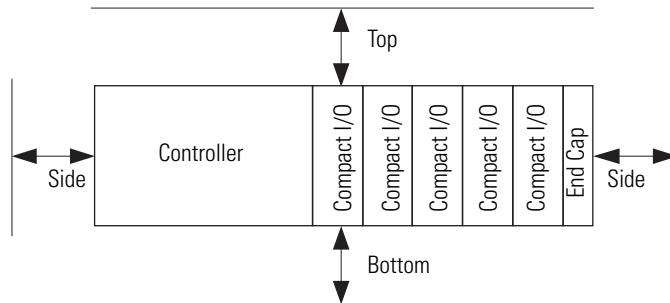 Top
Controller
Compact I/O
Compact I/O
Compact I/O
Compact I/O
Compact I/O
End Cap
Side
Side
Bottom